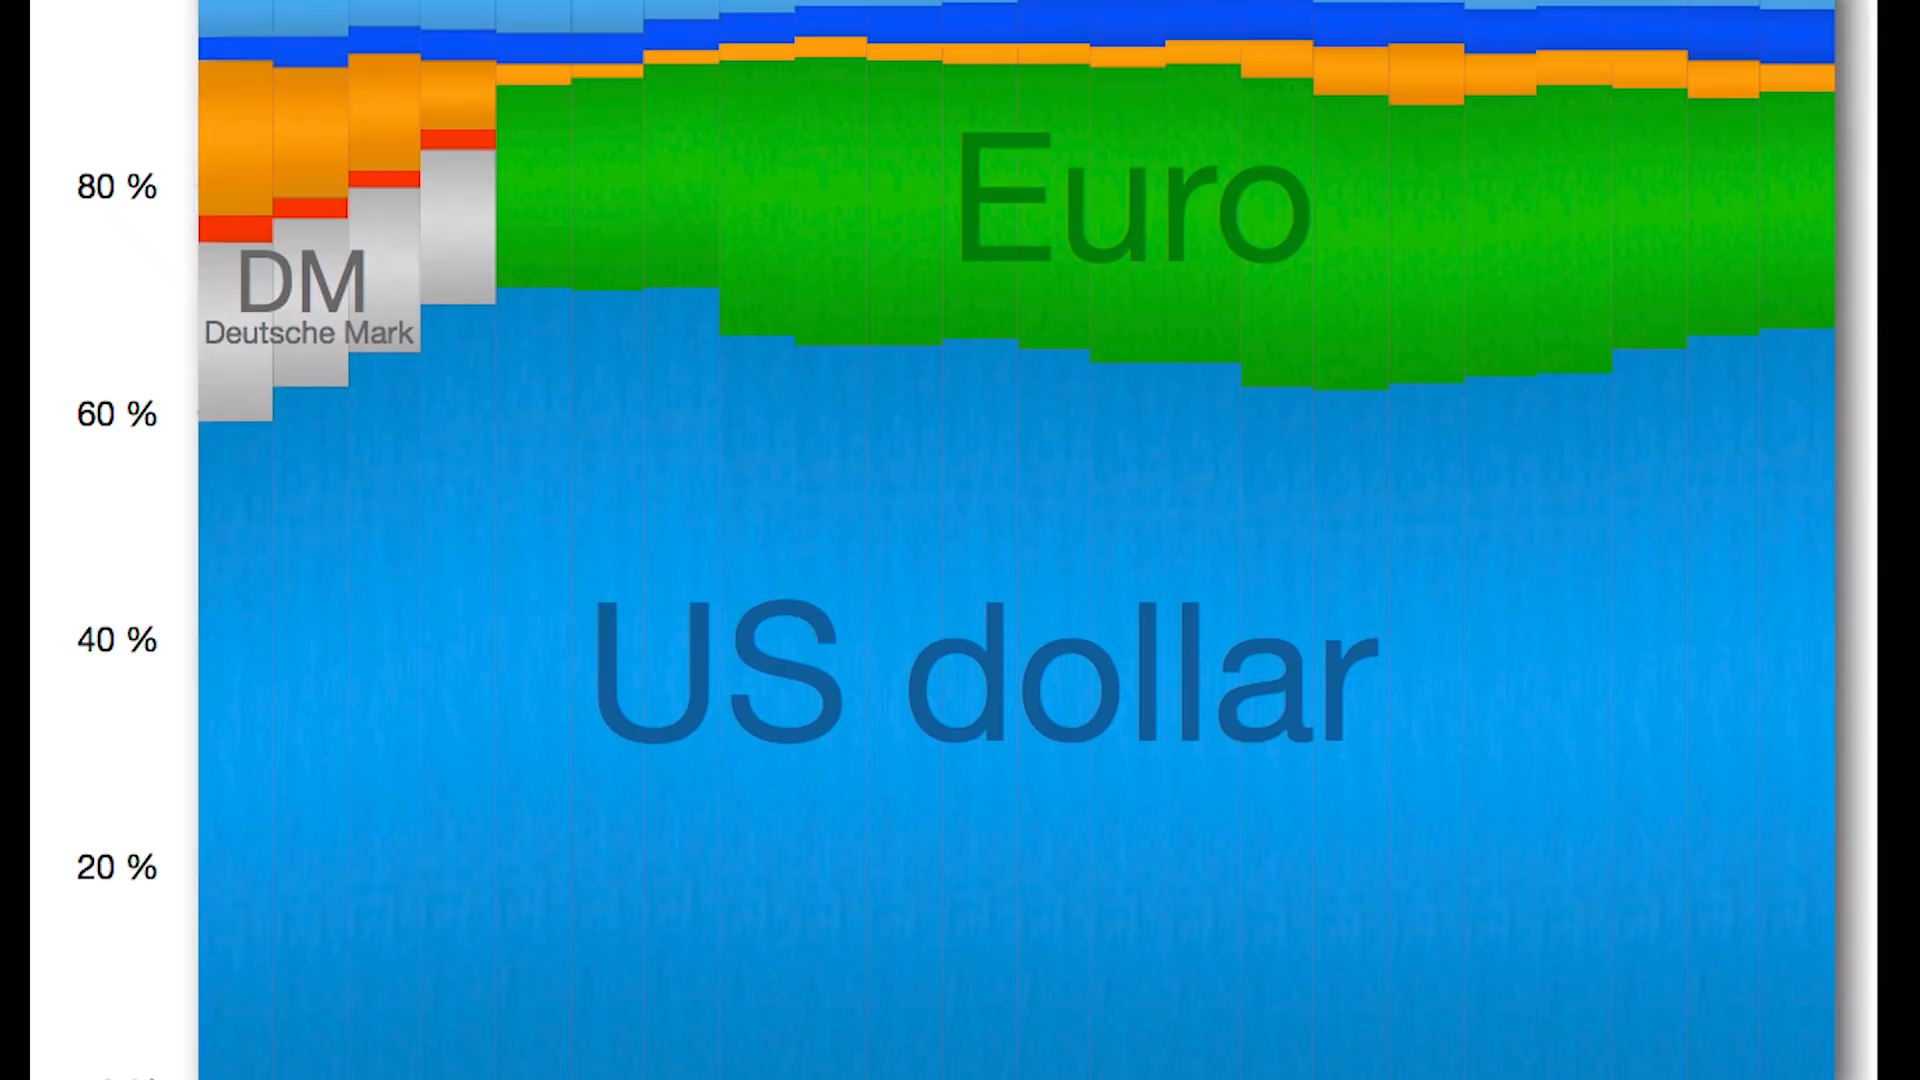 80 %
Euro
DM
Deutsche Mark
60 %
US dollar
40 %
20 %